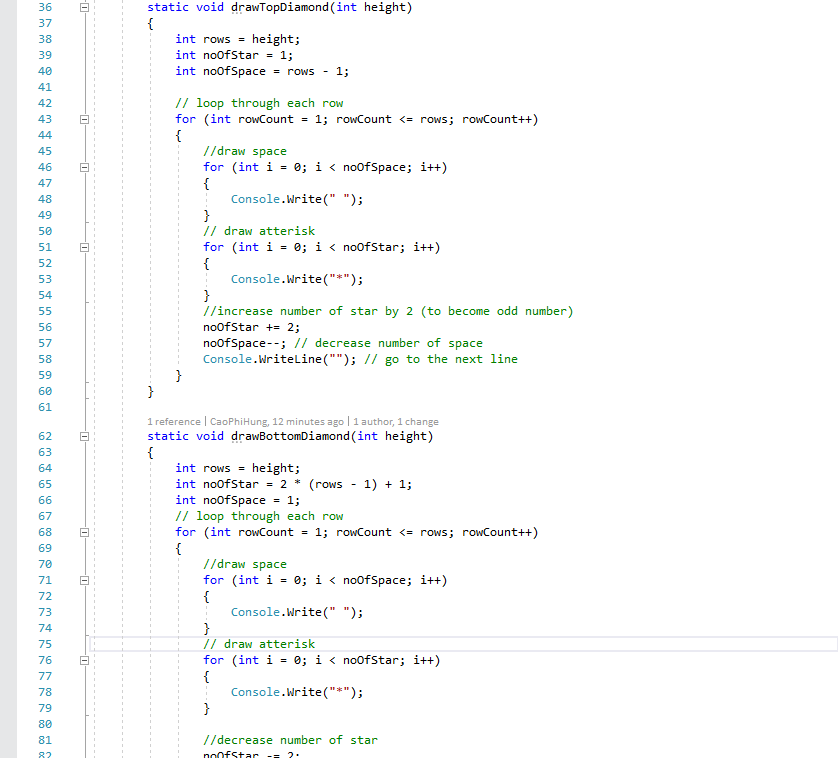 36 static void drawTopDiamond(int height)
37 {
38 int rows = height;
39 int noOfStar = 1;
40 int noOfSpace = rows - 1;
41
42 // loop through each row
43 for (int rowCount = 1; rowCount <= rows; rowCount++)
44 {
45 //draw space
46 for (int i = 0; i < noOfSpace; i++)
47 {
48 Console.Write(" ");
49 }
50 // draw atterisk
51 for (int i = 0; i < noOfStar; i++)
52 {
53 Console.Write("*");
54 }
55 //increase number of star by 2 (to become odd number)
56 noOfStar += 2;
57 noOfSpace--; // decrease number of space
58 Console.WriteLine(""); // go to the next line
59 }
60 }
61
1 reference | CaoPhiHung, 12 minutes ago | 1 author, 1 change
62 static void drawBottomDiamond(int height)
63 {
64 int rows = height;
65 int noOfStar = 2 * (rows - 1) + 1;
66 int noOfSpace = 1;
67 // loop through each row
68 for (int rowCount = 1; rowCount <= rows; rowCount++)
69 {
70 //draw space
71 for (int i = 0; i < noOfSpace; i++)
72 {
73 Console.Write(" ");
74 }
75 // draw atterisk
76 for (int i = 0; i < noOfStar; i++)
77 {
78 Console.Write("*");
79 }
80
81 //decrease number of star
82 noOfStar -= 2;